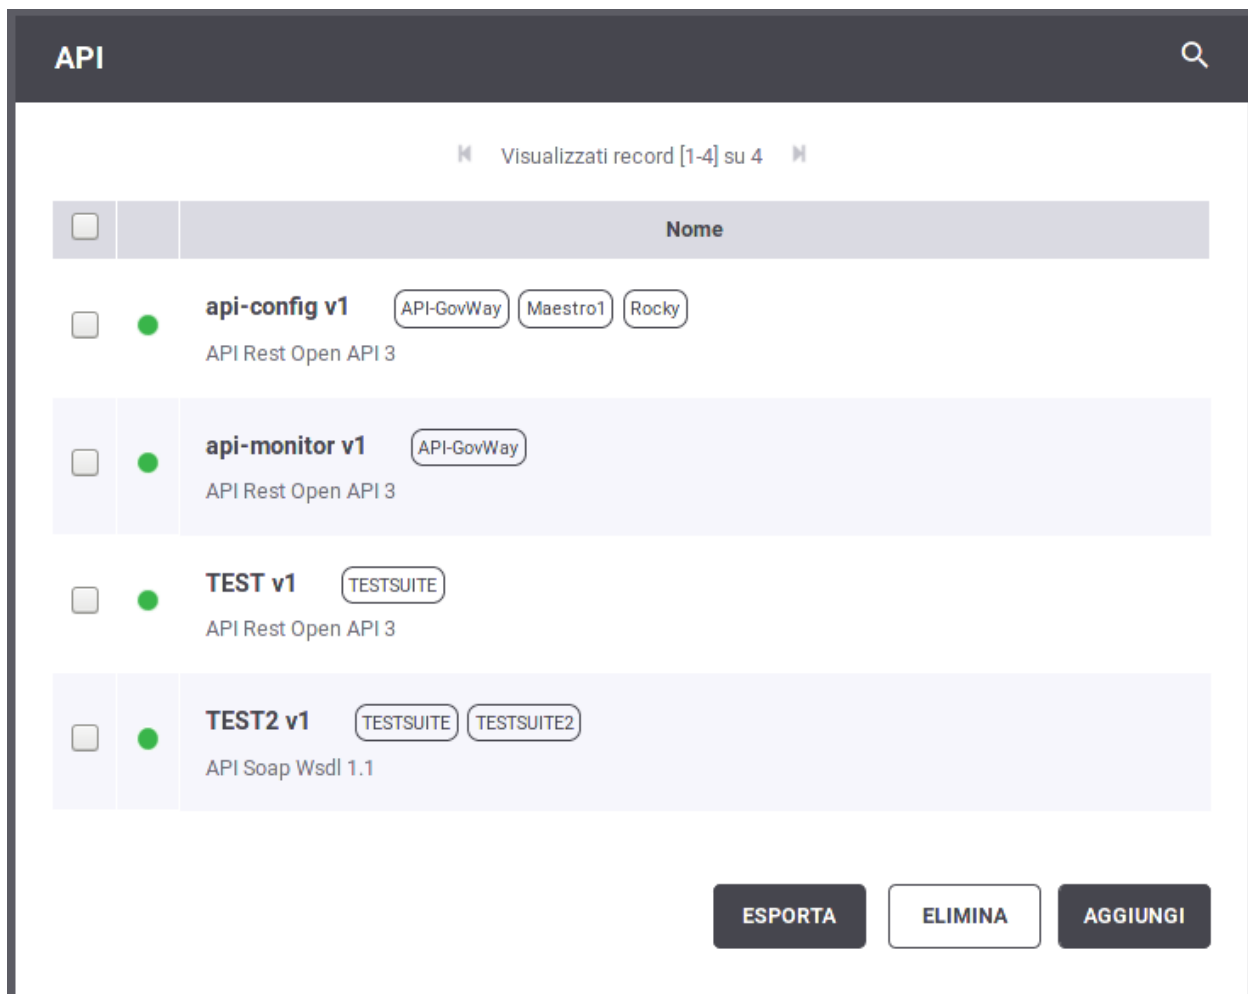 API
Visualizzati record [1-4] su 4
Nome
api-config v1 API-GovWay Maestro1 Rocky
API Rest Open API 3
api-monitor v1 API-GovWay
API Rest Open API 3
TEST v1 TESTSUITE
API Rest Open API 3
TEST2 v1 TESTSUITE TESTSUITE2
API Soap Wsdl 1.1
ESPORTA ELIMINA AGGIUNGI